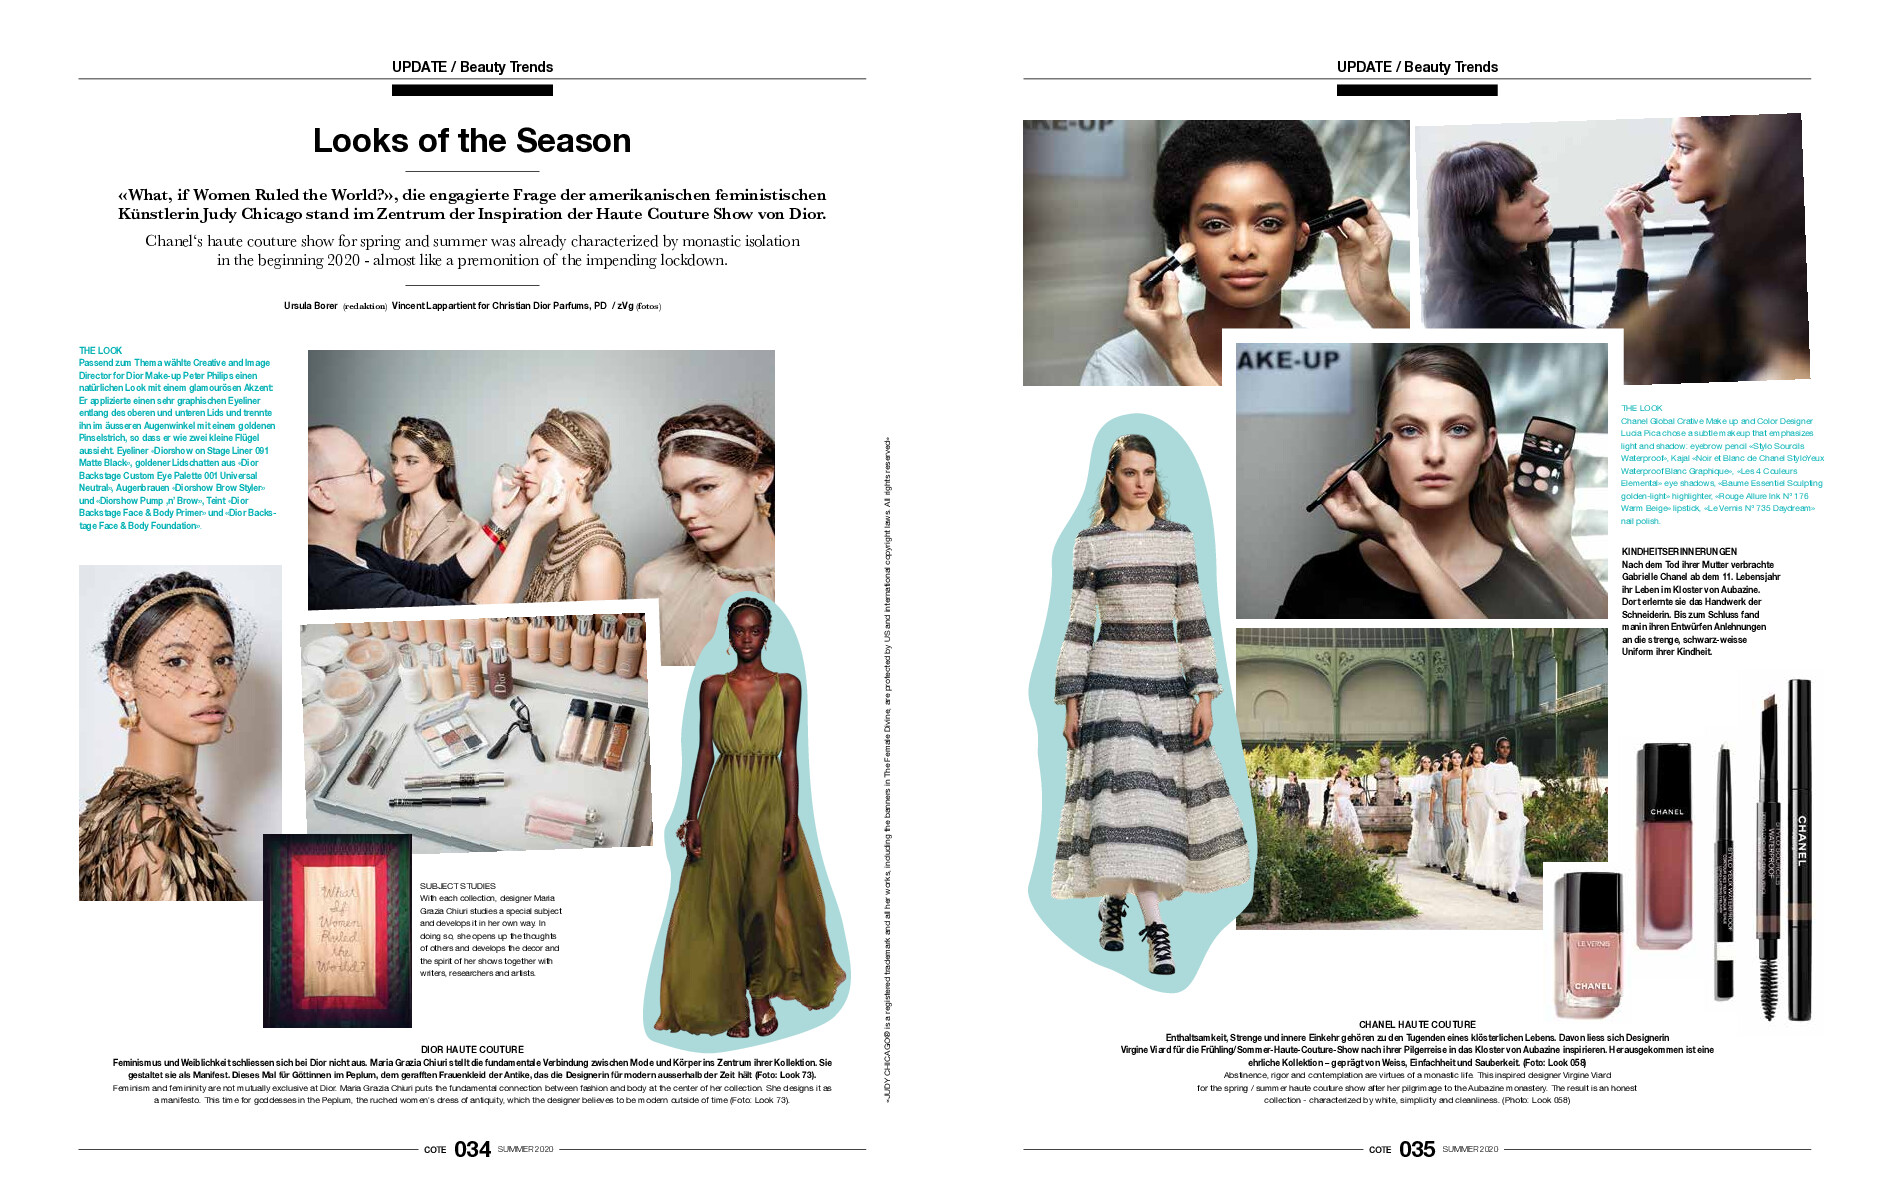 UPDATE / Beauty Trends
Looks of the Season
«What, if Women Ruled the World?», die engagierte Frage der amerikanischen feministischen
Künstlerin Judy Chicago stand im Zentrum der Inspiration der Haute Couture Show von Dior.
Chanel's haute couture show for spring and summer was already characterized by monastic isolation
in the beginning 2020 - almost like a premonition of the impending lockdown.
Ursula Borer (redaktion) Vincent Lappartient for Christian Dior Parfums, PD / zVg (fotos)
THE LOOK
Passend zum Thema wählte Creative and Image
Director for Dior Make-up Peter Philips einen
natürlichen Look mit einem glamourösen Akzent:
Er applizierte einen sehr graphischen Eyeliner
entlang des oberen und unteren Lids und trennte
ihn im äusseren Augenwinkel mit einem goldenen
Pinselstrich, so dass er wie zwei kleine Flügel
aussieht. Eyeliner «Diorshow on Stage Liner 091
Matte Black», goldener Lidschatten aus «Dior
Backstage Custom Eye Palette 001 Universal
Neutral», Augenbrauen «Diorshow Brow Styler»
und «Diorshow Pump ‚n' Brow», Teint «Dior
Backstage Face & Body Primer» und «Dior Backs-
tage Face & Body Foundation».
Dior
What
If
Women
Ruled
the
World?
SUBJECT STUDIES
With each collection, designer Maria
Grazia Chiuri studies a special subject
and develops it in her own way. In
doing so, she opens up the thoughts
of others and develops the decor and
the spirit of her shows together with
writers, researchers and artists.
«JUDY CHICAGO® is a registered trademark and all her works, including the banners in The Female Divine, are protected by US and international copyright laws. All rights reserved»
DIOR HAUTE COUTURE
Feminismus und Weiblichkeit schliessen sich bei Dior nicht aus. Maria Grazia Chiuri stellt die fundamentale Verbindung zwischen Mode und Körper ins Zentrum ihrer Kollektion. Sie
gestaltet sie als Manifest. Dieses Mal für Göttinnen im Peplum, dem gerafften Frauenkleid der Antike, das die Designerin für modern ausserhalb der Zeit hält (Foto: Look 73).
Feminism and femininity are not mutually exclusive at Dior. Maria Grazia Chiuri puts the fundamental connection between fashion and body at the center of her collection. She designs it as
a manifesto. This time for goddesses in the Peplum, the ruched women's dress of antiquity, which the designer believes to be modern outside of time (Foto: Look 73).
COTE 034 SUMMER 2020
UPDATE / Beauty Trends
AKE-UP
AKE-UP
THE LOOK
Chanel Global Crative Make up and Color Designer
Lucia Pica chose a subtle makeup that emphasizes
light and shadow: eyebrow pencil «Stylo Sourcils
Waterproof», Kajal «Noir et Blanc de Chanel StyloYeux
Waterproof Blanc Graphique», «Les 4 Couleurs
Elemental» eye shadows, «Baume Essentiel Sculpting
golden-light» highlighter, «Rouge Allure Ink N° 176
Warm Beige» lipstick, «Le Vernis N° 735 Daydream»
nail polish.
KINDHEITSERINNERUNGEN
Nach dem Tod ihrer Mutter verbrachte
Gabrielle Chanel ab dem 11. Lebensjahr
ihr Leben im Kloster von Aubazine.
Dort erlernte sie das Handwerk der
Schneiderin. Bis zum Schluss fand
man in ihren Entwürfen Anlehnungen
an die strenge, schwarz-weisse
Uniform ihrer Kindheit.
CHANEL
STYLO YEUX WATERPROOF
WATERPROOF
CHANEL
LE VERNIS
CHANEL
CHANEL HAUTE COUTURE
Enthaltsamkeit, Strenge und innere Einkehr gehören zu den Tugenden eines klösterlichen Lebens. Davon liess sich Designerin
Virgine Viard für die Frühling/Sommer-Haute-Couture-Show nach ihrer Pilgerreise in das Kloster von Aubazine inspirieren. Herausgekommen ist eine
ehrliche Kollektion – geprägt von Weiss, Einfachheit und Sauberkeit. (Foto: Look 058)
Abstinence, rigor and contemplation are virtues of a monastic life. This inspired designer Virginie Viard
for the spring / summer haute couture show after her pilgrimage to the Aubazine monastery. The result is an honest
collection - characterized by white, simplicity and cleanliness. (Photo: Look 058)
COTE 035 SUMMER 2020